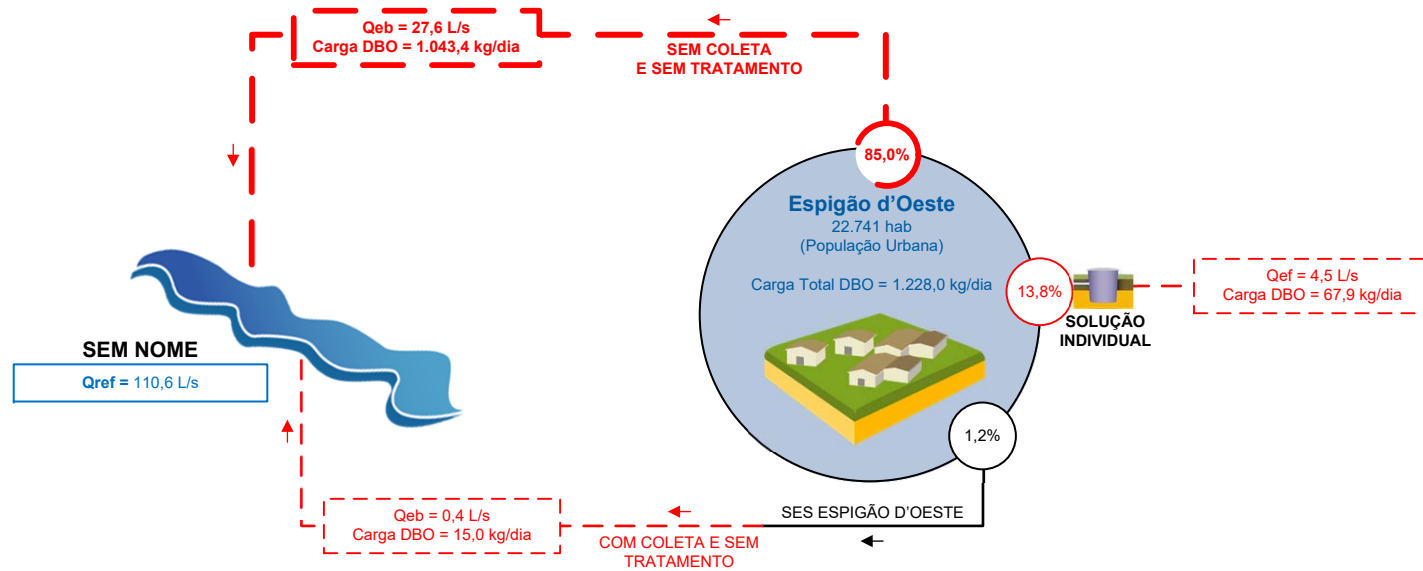 Qeb = 27,6 L/s
Carga DBO = 1.043,4 kg/dia
SEM COLETA
E SEM TRATAMENTO
85,0%
Espigão d’Oeste
22.741 hab
(População Urbana)
Carga Total DBO = 1.228,0 kg/dia
13,8%
SOLUÇÃO
INDIVIDUAL
Qef = 4,5 L/s
Carga DBO = 67,9 kg/dia
SEM NOME
Qref = 110,6 L/s
1,2%
SES ESPIGÃO D’OESTE
Qeb = 0,4 L/s
Carga DBO = 15,0 kg/dia
COM COLETA E SEM
TRATAMENTO